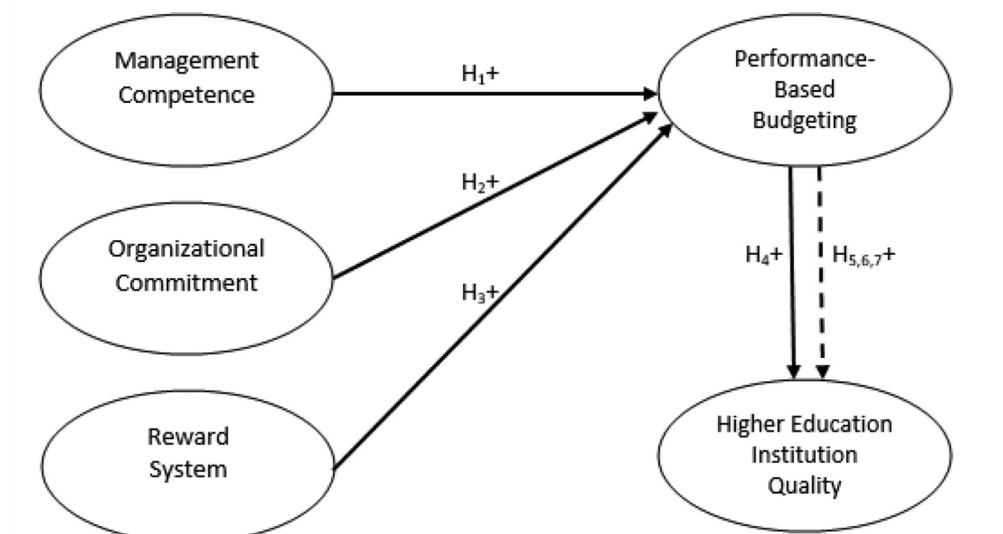 Management
Competence
H₁+
Performance-
Based
Budgeting
H₂+
Organizational
Commitment
H₃+
H₄+
H₅,₆,₇+
Reward
System
Higher Education
Institution
Quality